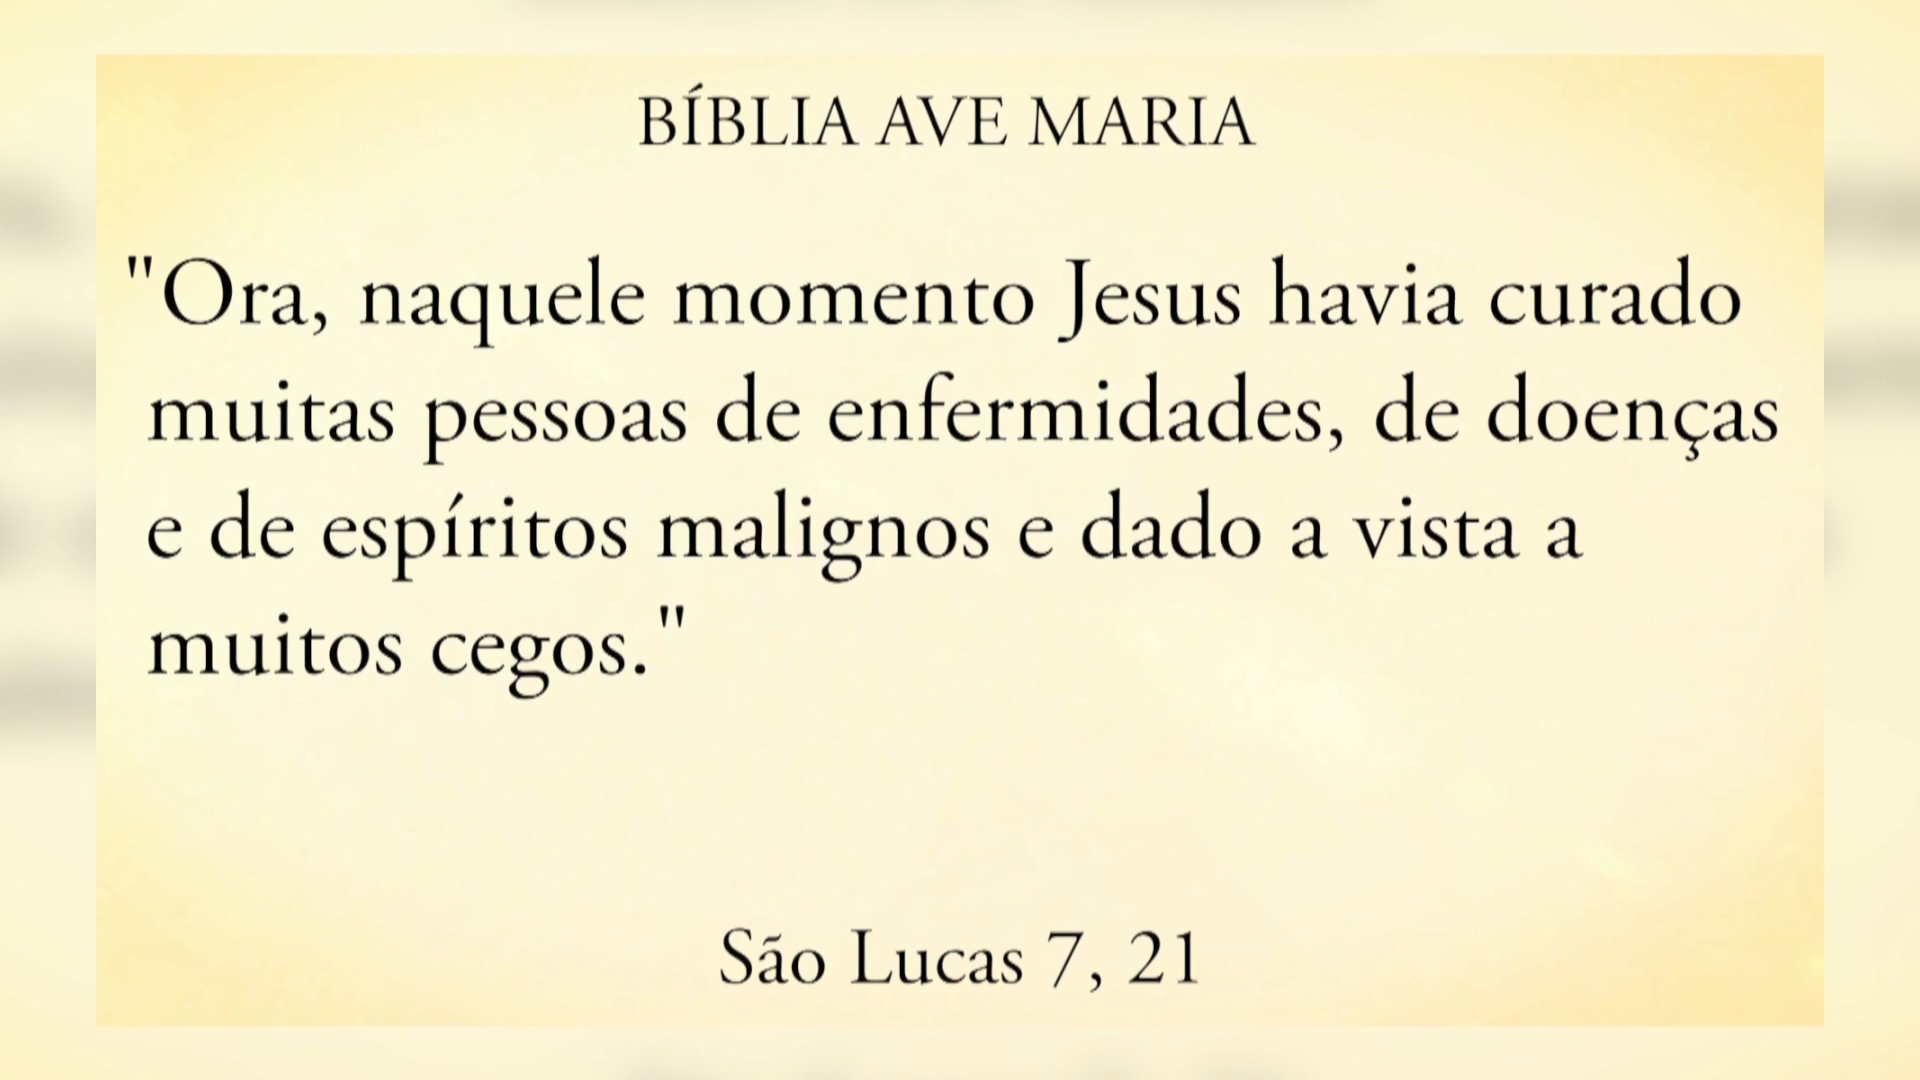 BÍBLIA AVE MARIA
"Ora, naquele momento Jesus havia curado
muitas pessoas de enfermidades, de doenças
e de espíritos malignos e dado a vista a
muitos cegos."
São Lucas 7, 21